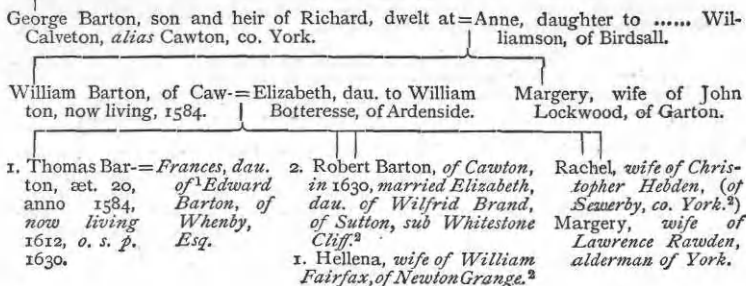 George Barton, son and heir of Richard, dwelt at=Anne, daughter to ...... Wil-
Calveton, alias Cawton, co. York.
liamson, of Birdsall.
William Barton, of Caw-=Elizabeth, dau. to William
ton, now living, 1584.
Botteresse, of Ardenside.
Margery, wife of John
Lockwood, of Garton.
1. Thomas Bar-=Frances, dau.
ton, æt. 20,
of ¹Edward
anno 1584,
Barton, of
now living
Whenby,
1612, o. s. p.
Esq.
1630.
2. Robert Barton, of Cawton,
in 1630, married Elizabeth,
dau. of Wilfrid Brand,
of Sutton, sub Whitestone
Cliff.²
1. Hellena, wife of William
Fairfax, of Newton Grange.²
Rachel, wife of Chris-
topher Hebden, (of
Sewerby, co. York.²)
Margery, wife of
Lawrence Rawden,
alderman of York.